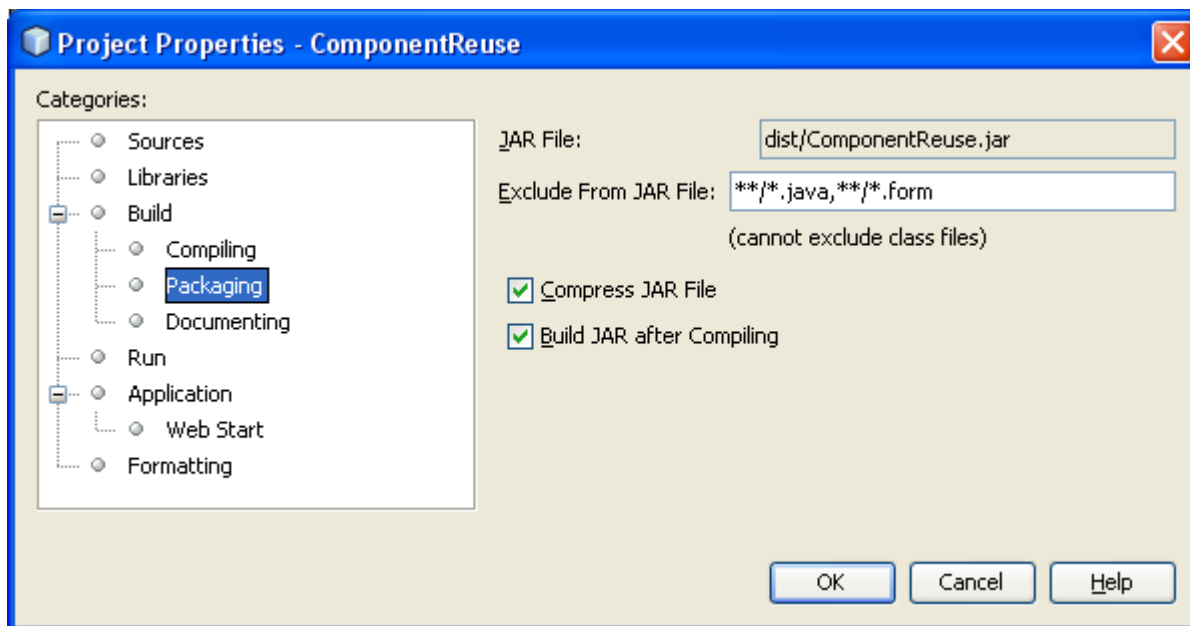 Project Properties - ComponentReuse
Categories:
Sources
Libraries
Build
Compiling
Packaging
Documenting
Run
Application
Web Start
Formatting
JAR File: dist/ComponentReuse.jar
Exclude From JAR File: **/*.java,**/*.form
(cannot exclude class files)
Compress JAR File
Build JAR after Compiling
OK Cancel Help